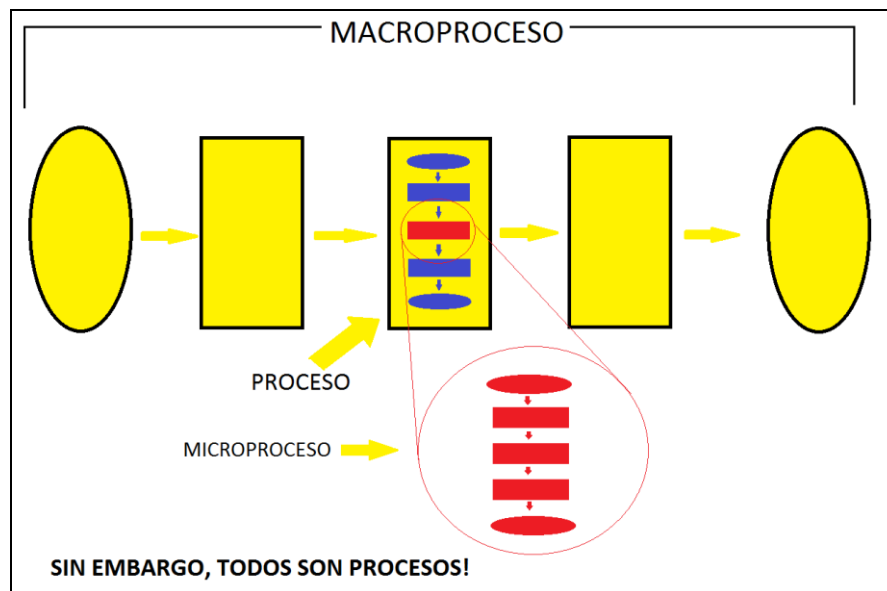 MACROPROCESO
PROCESO
MICROPROCESO
SIN EMBARGO, TODOS SON PROCESOS!